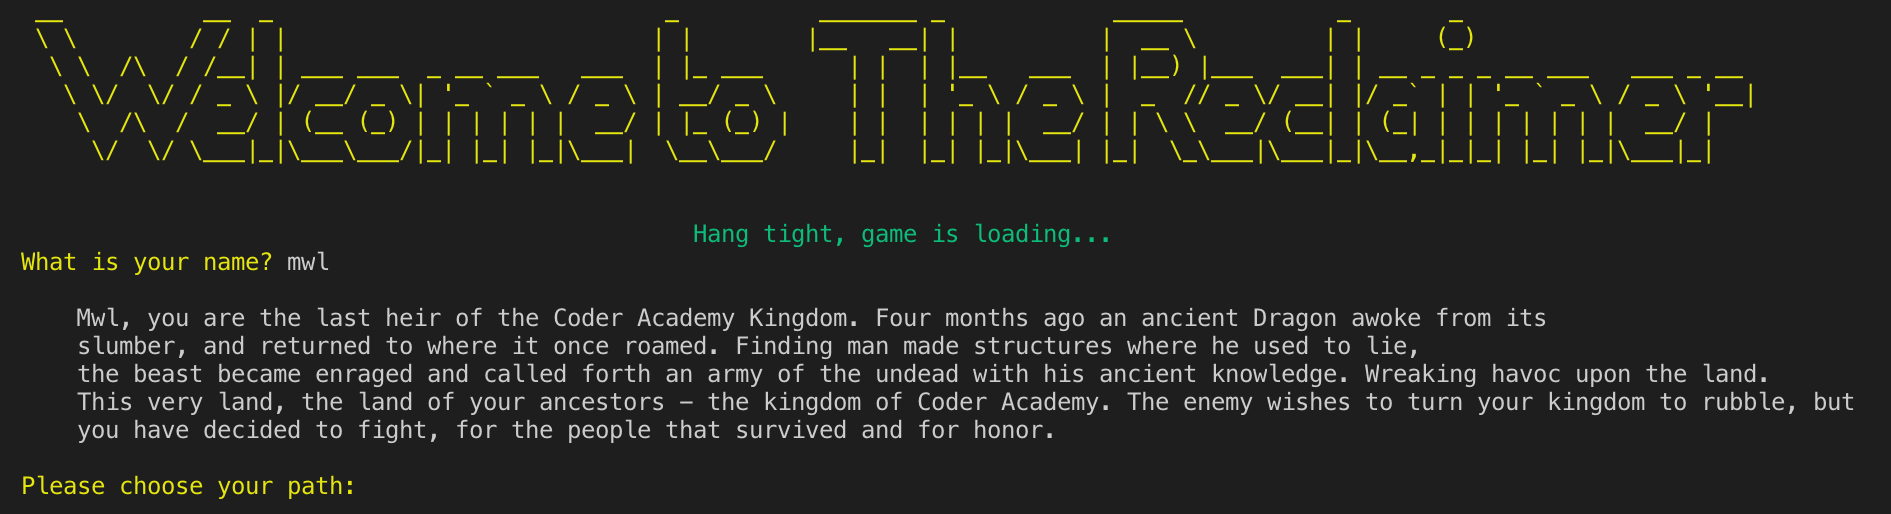 Welcome to The Reclaimer
Hang tight, game is loading...
What is your name? mwl
Mwl, you are the last heir of the Coder Academy Kingdom. Four months ago an ancient Dragon awoke from its
slumber, and returned to where it once roamed. Finding man made structures where he used to lie,
the beast became enraged and called forth an army of the undead with his ancient knowledge. Wreaking havoc upon the land.
This very land, the land of your ancestors – the kingdom of Coder Academy. The enemy wishes to turn your kingdom to rubble, but
you have decided to fight, for the people that survived and for honor.
Please choose your path: